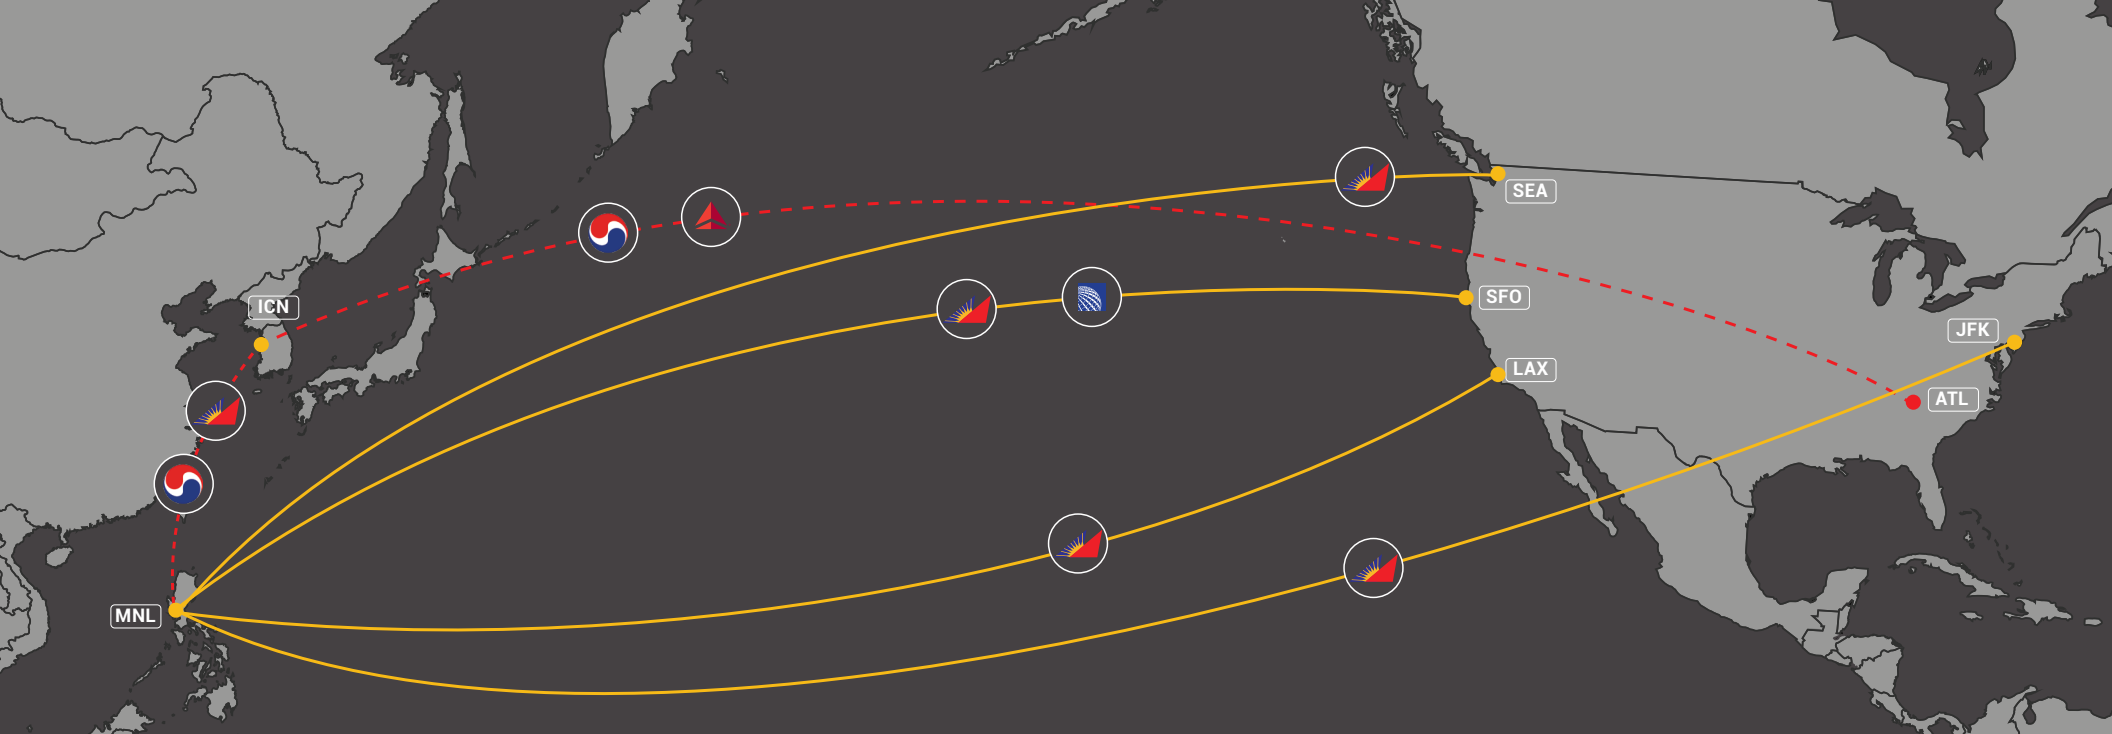 SEA
ICN
SFO
JFK
LAX
ATL
MNL